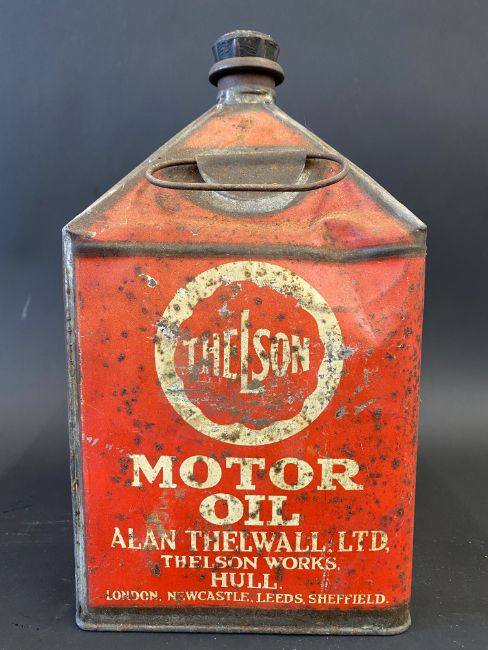 THELSON
MOTOR
OIL
ALAN THELWALL, LTD,
THELSON WORKS,
HULL,
LONDON, NEWCASTLE, LEEDS, SHEFFIELD.